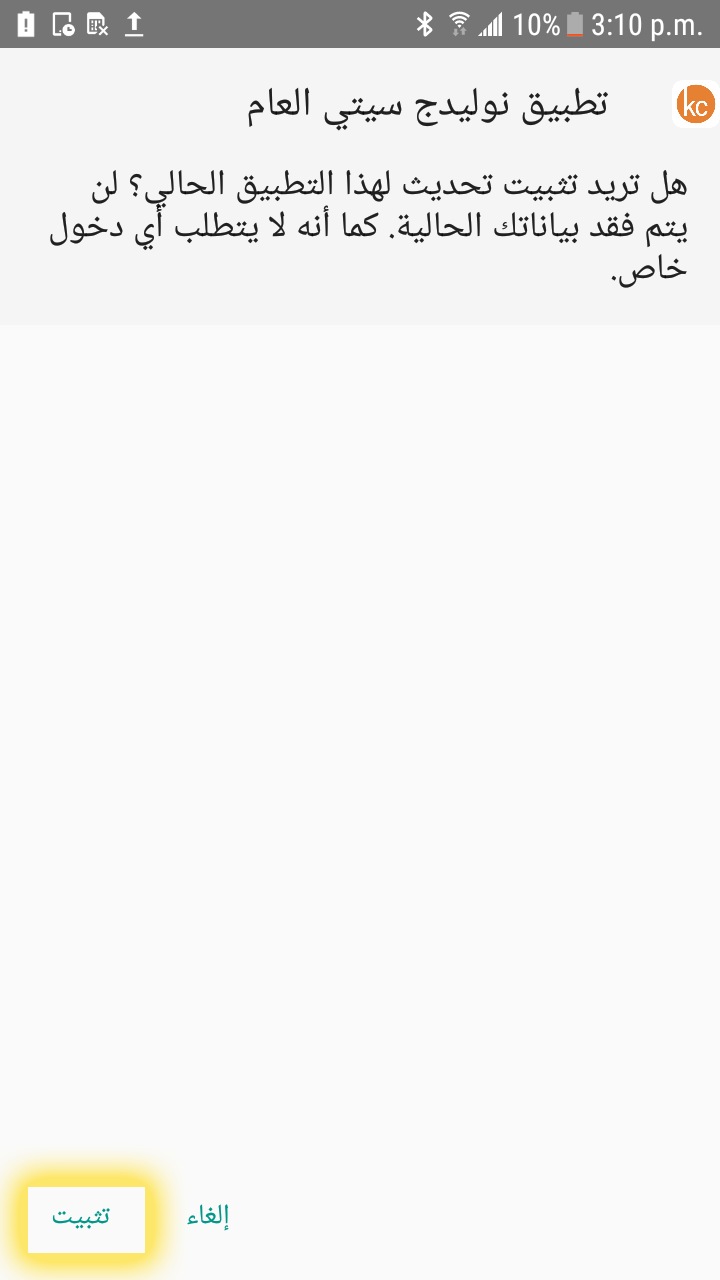 10% 3:10 p.m.
تطبيق نوليدج سيتي العام
kc
هل تريد تثبيت تحديث لهذا التطبيق الحالي؟ لن
يتم فقد بياناتك الحالية. كما أنه لا يتطلب أي دخول
خاص.
إلغاء
تثبيت